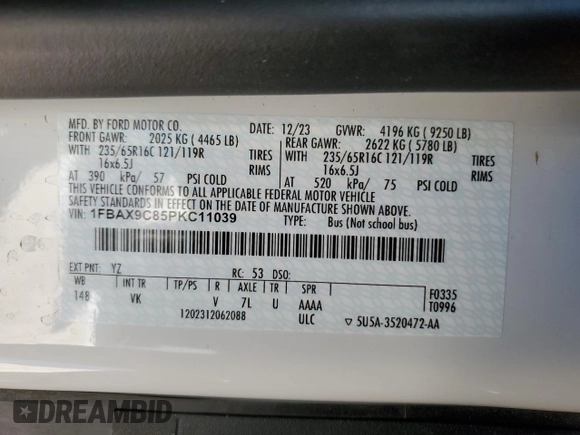 MFD. BY FORD MOTOR CO.
DATE: 12/23 GVWR: 4196 KG ( 9250 LB)
FRONT GAWR: 2025 KG ( 4465 LB)
REAR GAWR: 2622 KG ( 5780 LB)
WITH 235/65R16C 121/119R TIRES
WITH 235/65R16C 121/119R TIRES
16x6.5J RIMS
16x6.5J RIMS
AT 390 kPa/ 57 PSI COLD
AT 520 kPa/ 75 PSI COLD
THIS VEHICLE CONFORMS TO ALL APPLICABLE FEDERAL MOTOR VEHICLE
SAFETY STANDARDS IN EFFECT ON THE DATE OF MANUFACTURE SHOWN ABOVE.
VIN: 1FBAX9C85PKC11039
TYPE: Bus (Not school bus)
EXT PNT: YZ RC: 53 DSO:
WB INT TR TP/PS R AXLE TR SPR
148 VK V 7L U AAAA
F0335
T0996
1202312062088 ULC ▽ 5U5A-3520472-AA
DREAMBID